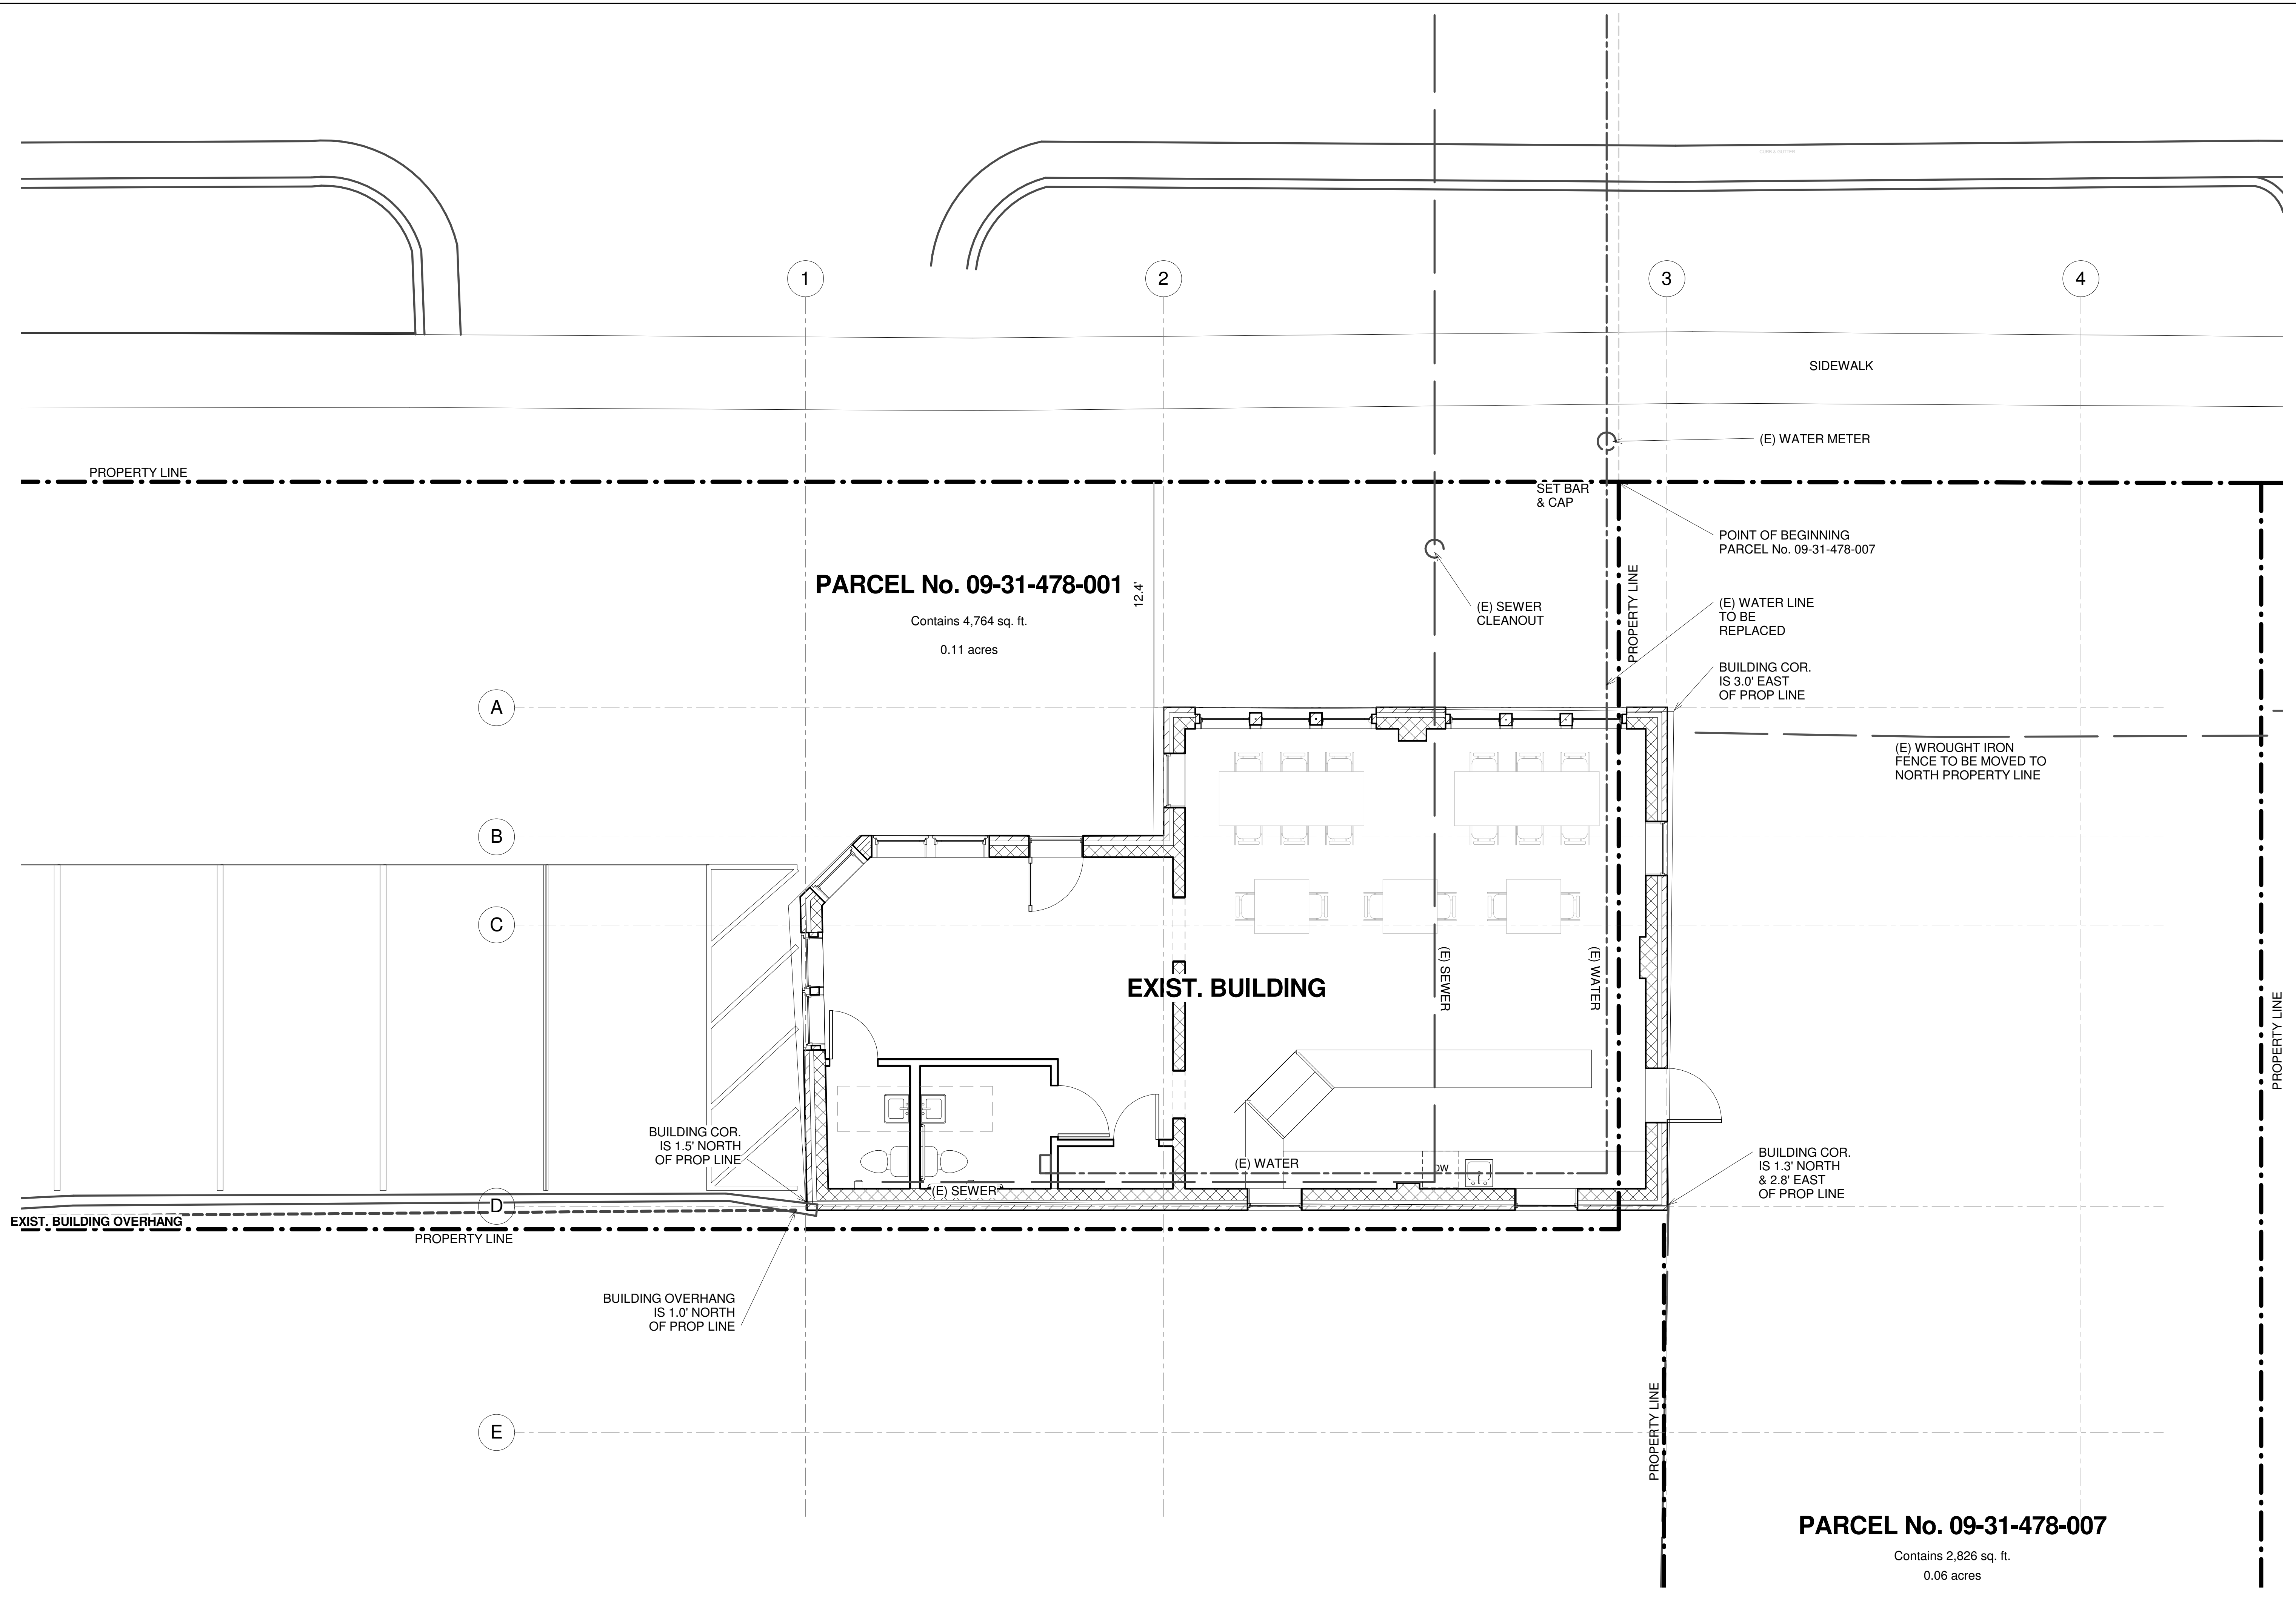 CURB & GUTTER
1
2
3
4
SIDEWALK
(E) WATER METER
PROPERTY LINE
SET BAR
& CAP
POINT OF BEGINNING
PARCEL No. 09-31-478-007
PARCEL No. 09-31-478-001
Contains 4,764 sq. ft.
0.11 acres
12.4'
(E) SEWER
CLEANOUT
PROPERTY LINE
(E) WATER LINE
TO BE
REPLACED
BUILDING COR.
IS 3.0' EAST
OF PROP LINE
A
(E) WROUGHT IRON
FENCE TO BE MOVED TO
NORTH PROPERTY LINE
B
C
EXIST. BUILDING
(E) SEWER
(E) WATER
PROPERTY LINE
BUILDING COR.
IS 1.5' NORTH
OF PROP LINE
(E) WATER
DW
(E) SEWER
BUILDING COR.
IS 1.3' NORTH
& 2.8' EAST
OF PROP LINE
D
EXIST. BUILDING OVERHANG
PROPERTY LINE
BUILDING OVERHANG
IS 1.0' NORTH
OF PROP LINE
E
PROPERTY LINE
PARCEL No. 09-31-478-007
Contains 2,826 sq. ft.
0.06 acres